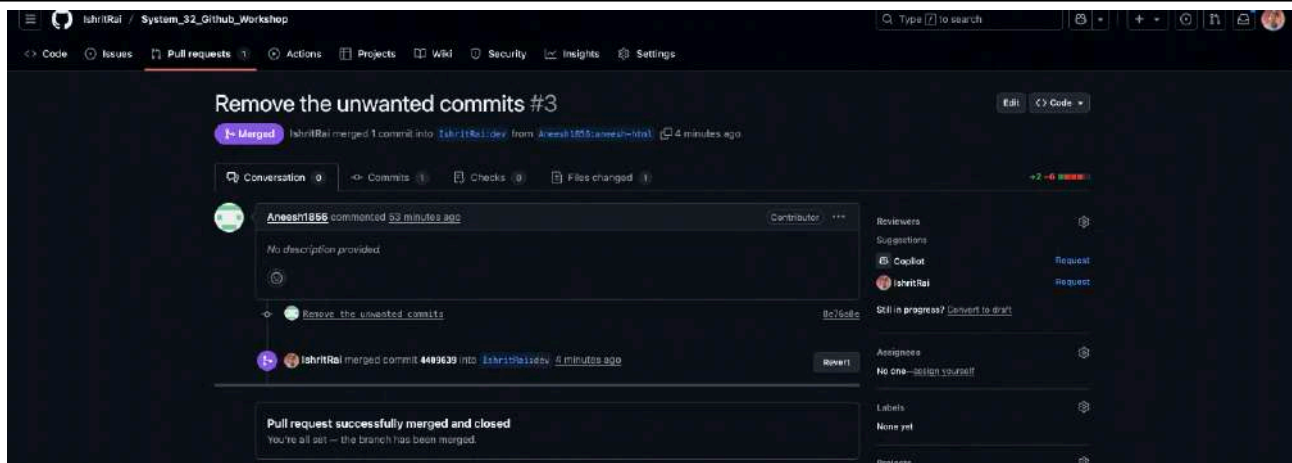 IshritRai / System_32_Github_Workshop
Type / to search
Code Issues Pull requests 1 Actions Projects Wiki Security Insights Settings
Remove the unwanted commits #3
Edit Code
Merged IshritRai merged 1 commit into IshritRai:dev from Aneesh1856:aneesh-html 4 minutes ago
Conversation 0 Commits 1 Checks 0 Files changed 1
+2 −6
Aneesh1856 commented 53 minutes ago Contributor
No description provided.
Remove the unwanted commits
IshritRai merged commit 4409639 into IshritRai:dev 4 minutes ago Revert
Pull request successfully merged and closed
You're all set — the branch has been merged.
Reviewers
Suggestions
Copilot Request
IshritRai Request
Still in progress? Convert to draft
Assignees
No one—assign yourself
Labels
None yet
Projects